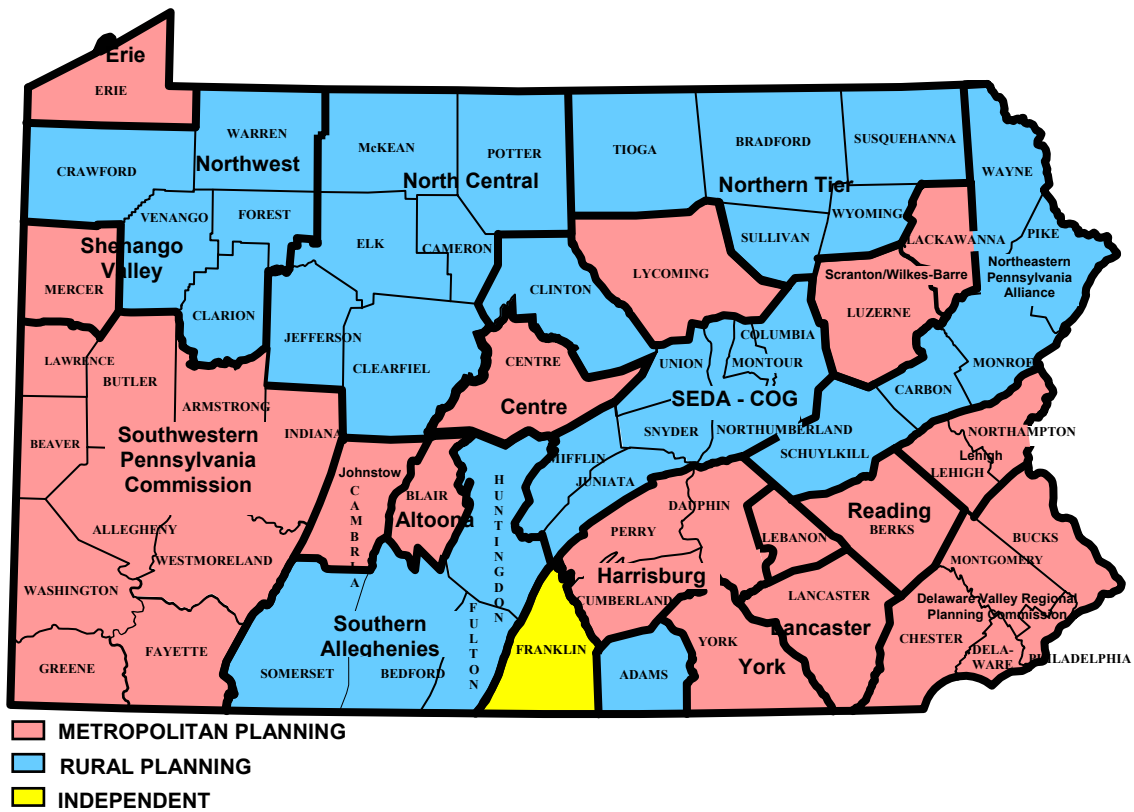 Erie
ERIE
WARREN
McKEAN
POTTER
TIOGA
BRADFORD
SUSQUEHANNA
CRAWFORD
Northwest
North Central
Northern Tier
WAYNE
VENANGO
FOREST
ELK
CAMERON
SULLIVAN
WYOMING
LACKAWANNA
PIKE
Shenango
Valley
MERCER
CLARION
CLINTON
LYCOMING
Scranton/Wilkes-Barre
LUZERNE
Northeastern
Pennsylvania
Alliance
JEFFERSON
CLEARFIEL
CENTRE
Centre
UNION
COLUMBIA
MONTOUR
SEDA - COG
SNYDER
NORTHUMBERLAND
CARBON
MONROE
LAWRENCE
BUTLER
ARMSTRONG
INDIANA
BEAVER
Southwestern
Pennsylvania
Commission
Johnstow
CAMBRIA
BLAIR
Altoona
HUNTINGDON
MIFFLIN
JUNIATA
SCHUYLKILL
NORTHAMPTON
Lehigh
LEHIGH
ALLEGHENY
WESTMORELAND
PERRY
DAUPHIN
LEBANON
Reading
BERKS
BUCKS
MONTGOMERY
WASHINGTON
Harrisburg
CUMBERLAND
LANCASTER
Lancaster
Delaware Valley Regional
Planning Commission
GREENE
FAYETTE
Southern
Alleghenies
SOMERSET
BEDFORD
FULTON
FRANKLIN
ADAMS
YORK
York
CHESTER
DELA-
WARE
PHILADELPHIA
METROPOLITAN PLANNING
RURAL PLANNING
INDEPENDENT